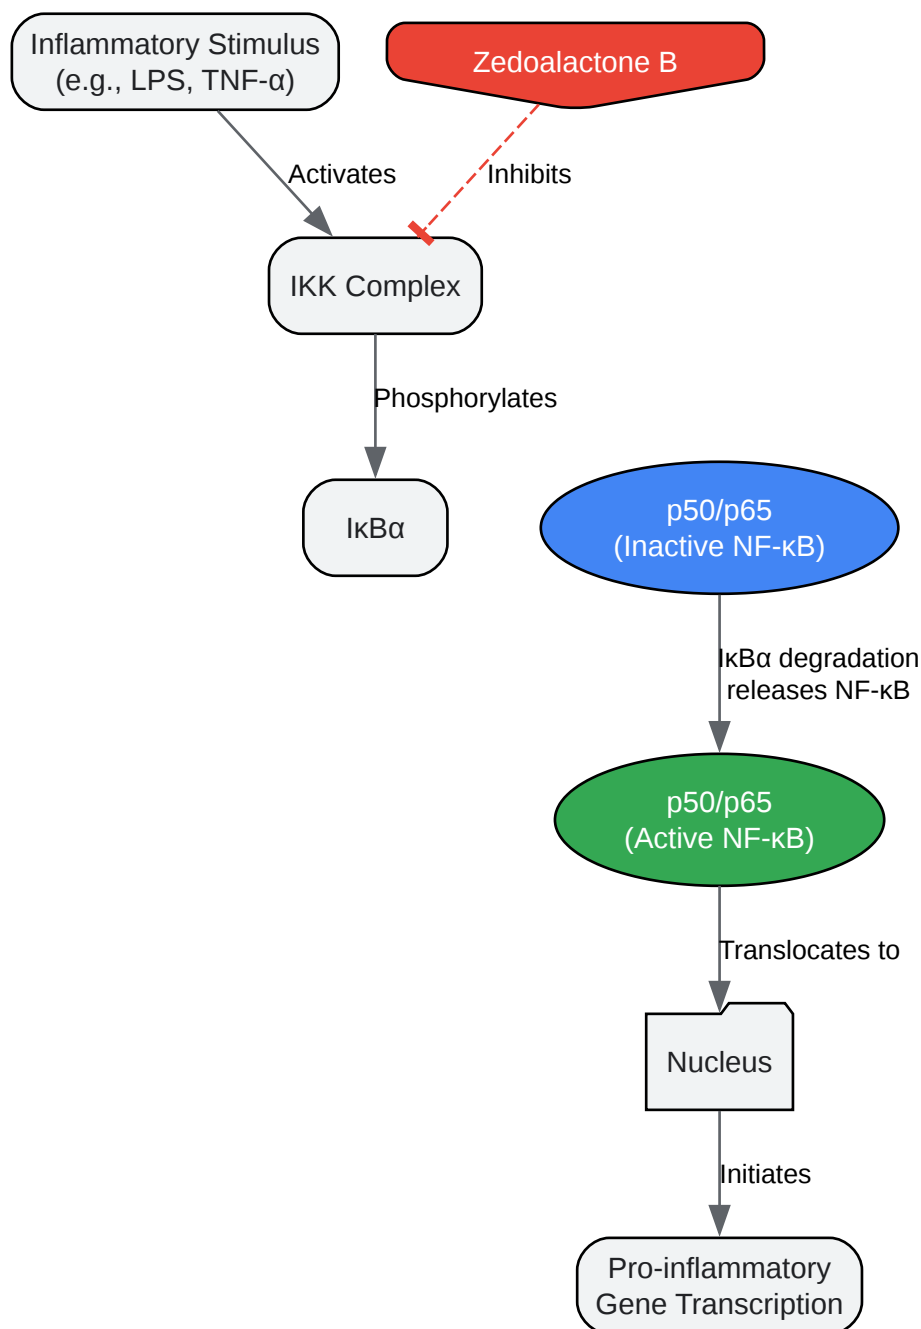 Inflammatory Stimulus
(e.g., LPS, TNF-α)
Zedoalactone B
Activates
Inhibits
IKK Complex
Phosphorylates
IκBα
p50/p65
(Inactive NF-κB)
IκBα degradation
releases NF-κB
p50/p65
(Active NF-κB)
Translocates to
Nucleus
Initiates
Pro-inflammatory
Gene Transcription